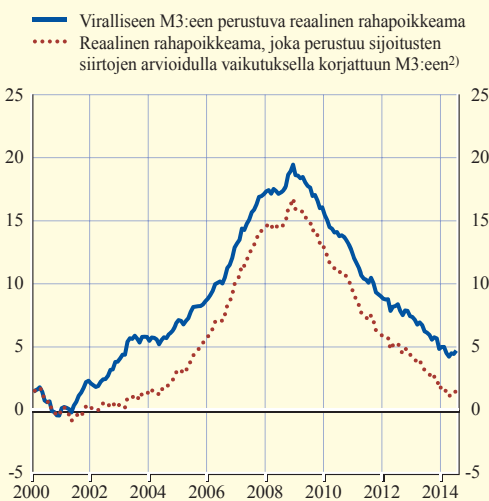 Viralliseen M3:een perustuva reaalinen rahapoikkeama
Reaalinen rahapoikkeama, joka perustuu sijoitusten
siirtojen arvioidulla vaikutuksella korjattuun M3:een2)
25 25
20 20
15 15
10 10
5 5
0 0
-5 -5
2000 2002 2004 2006 2008 2010 2012 2014